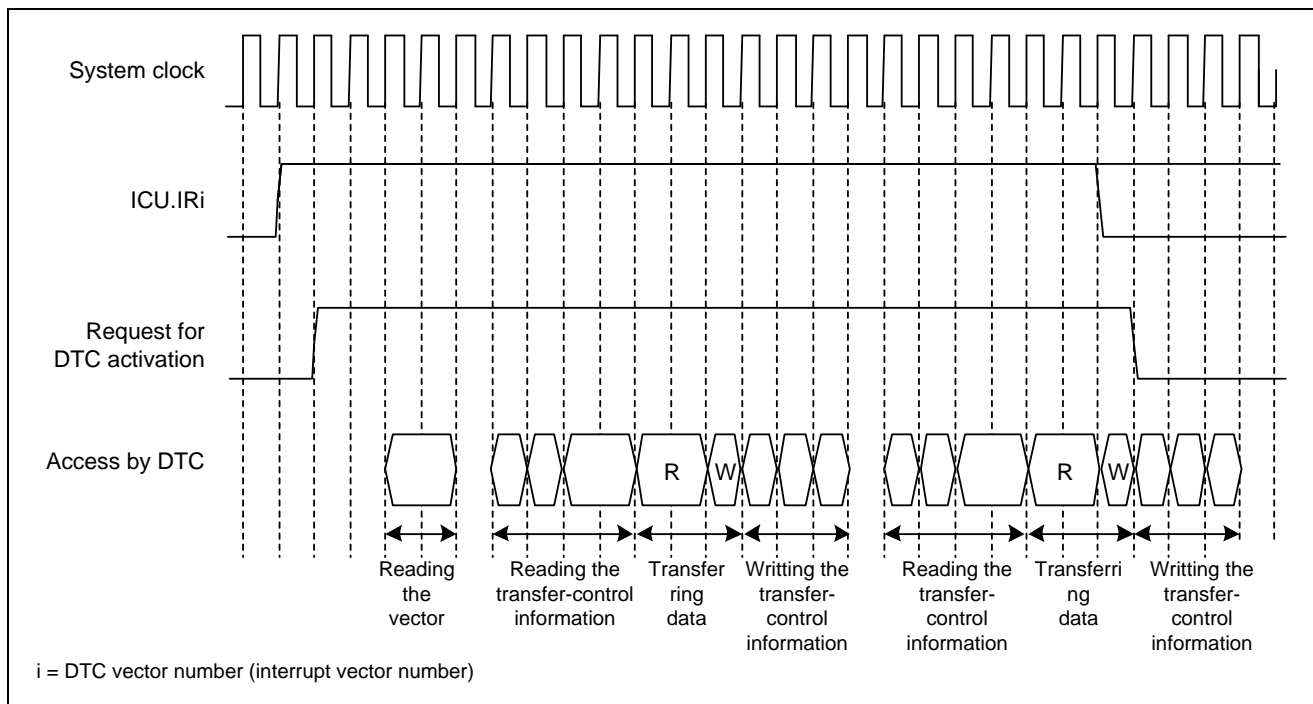 System clock
ICU.IRi
Request for
DTC activation
Access by DTC
R
W
R
W
Reading
the
vector
Reading the
transfer-control
information
Transfer
ring
data
Writting the
transfer-
control
information
Reading the
transfer-
control
information
Transferri
ng
data
Writting the
transfer-
control
information
i = DTC vector number (interrupt vector number)